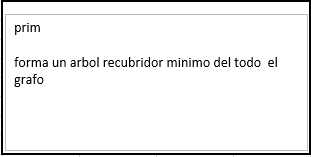 prim
forma un arbol recubridor minimo del todo el
grafo